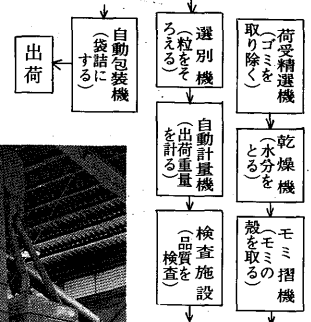 荷受精選機
(ゴミを
取り除く)
乾燥機
(水分を
とる)
モミ摺機
(モミの
殻を取る)
選別機
(粒をそ
ろえる)
自動計量機
(出荷重量
を計る)
検査施設
(品質を
検査)
自動包装機
(袋詰に
する)
出荷